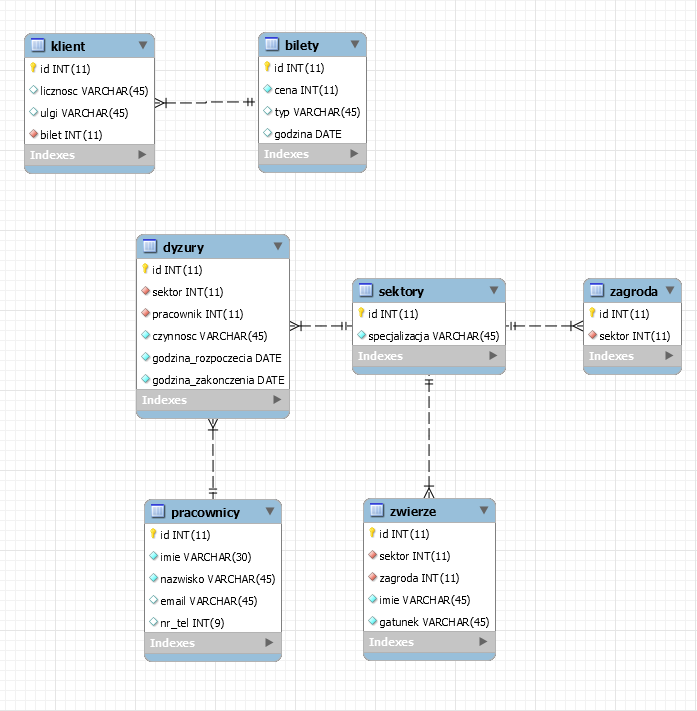 klient
id INT(11)
licznosc VARCHAR(45)
ulgi VARCHAR(45)
bilet INT(11)
Indexes
bilety
id INT(11)
cena INT(11)
typ VARCHAR(45)
godzina DATE
Indexes
dyzury
id INT(11)
sektor INT(11)
pracownik INT(11)
czynnosc VARCHAR(45)
godzina_rozpoczecia DATE
godzina_zakonczenia DATE
Indexes
sektory
id INT(11)
specjalizacja VARCHAR(45)
Indexes
zagroda
id INT(11)
sektor INT(11)
Indexes
pracownicy
id INT(11)
imie VARCHAR(30)
nazwisko VARCHAR(45)
email VARCHAR(45)
nr_tel INT(9)
Indexes
zwierze
id INT(11)
sektor INT(11)
zagroda INT(11)
imie VARCHAR(45)
gatunek VARCHAR(45)
Indexes